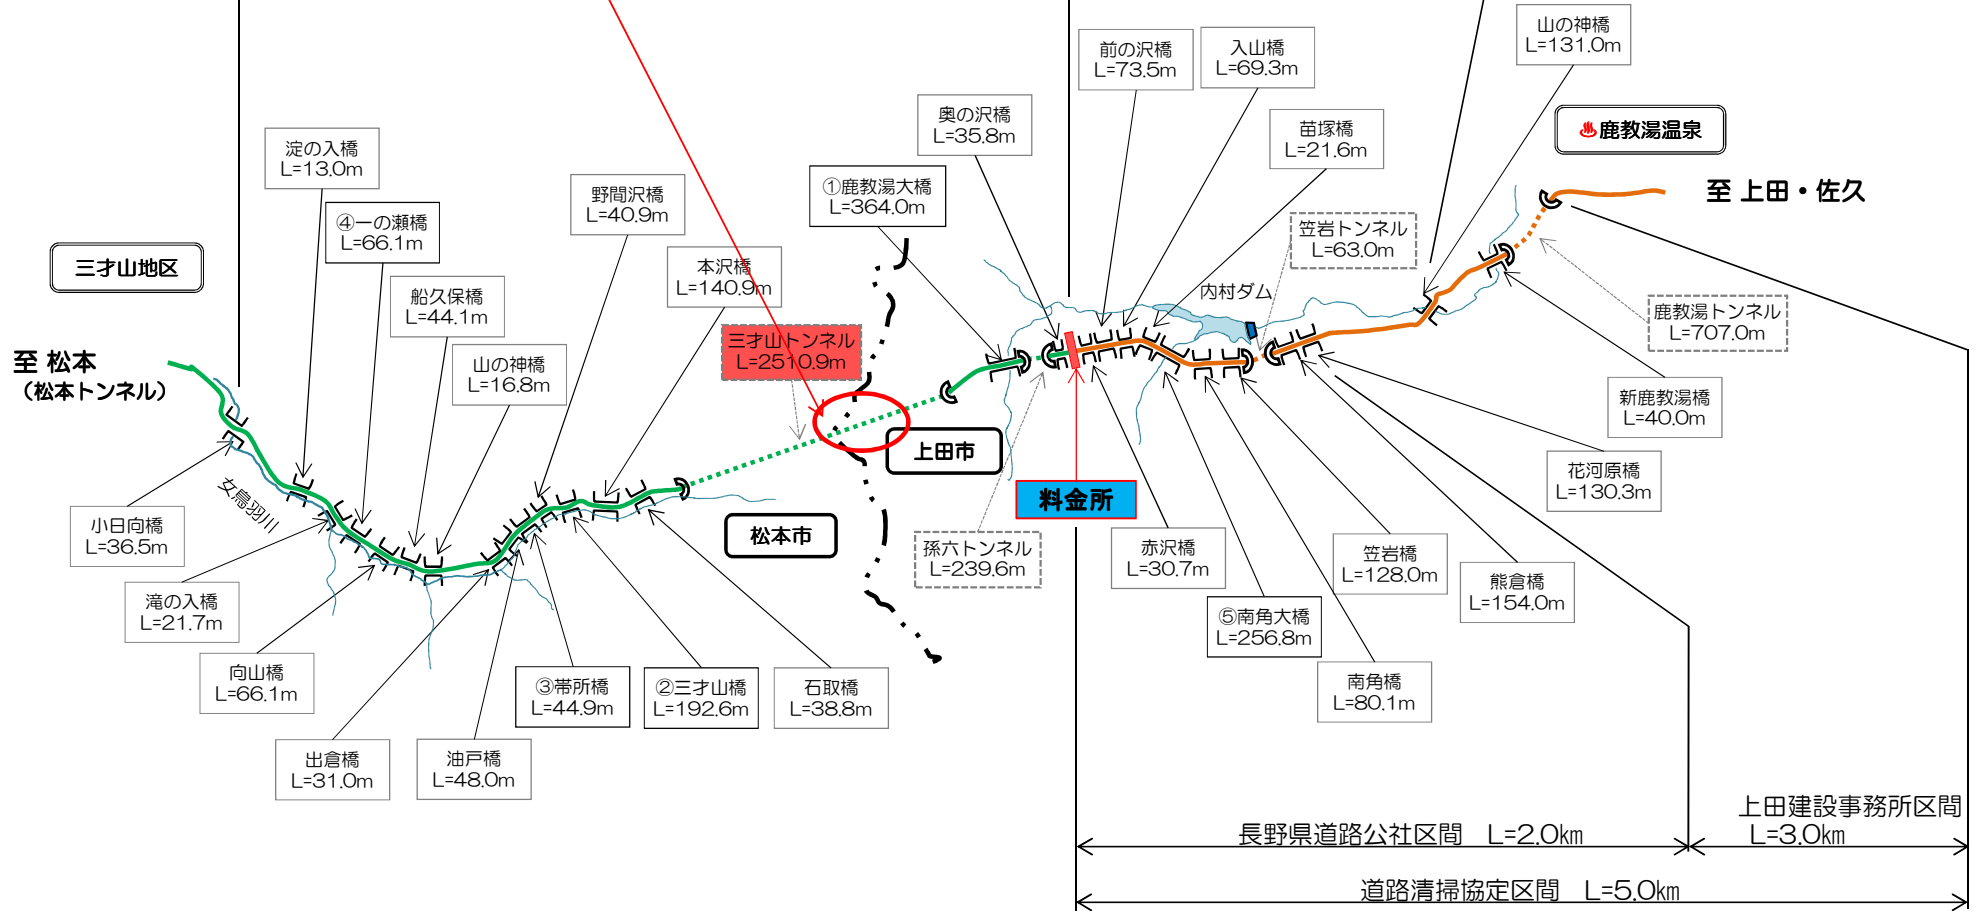 山の神橋
L=131.0m
前の沢橋
L=73.5m
入山橋
L=69.3m
奥の沢橋
L=35.8m
苗塚橋
L=21.6m
♨鹿教湯温泉
淀の入橋
L=13.0m
④一の瀬橋
L=66.1m
野間沢橋
L=40.9m
①鹿教湯大橋
L=364.0m
至 上田・佐久
笠岩トンネル
L=63.0m
三才山地区
船久保橋
L=44.1m
本沢橋
L=140.9m
内村ダム
鹿教湯トンネル
L=707.0m
三才山トンネル
L=2510.9m
至 松本
(松本トンネル)
山の神橋
L=16.8m
新鹿教湯橋
L=40.0m
上田市
花河原橋
L=130.3m
女鳥羽川
料金所
小日向橋
L=36.5m
松本市
孫六トンネル
L=239.6m
赤沢橋
L=30.7m
笠岩橋
L=128.0m
熊倉橋
L=154.0m
滝の入橋
L=21.7m
⑤南角大橋
L=256.8m
向山橋
L=66.1m
③帯所橋
L=44.9m
②三才山橋
L=192.6m
石取橋
L=38.8m
南角橋
L=80.1m
出倉橋
L=31.0m
油戸橋
L=48.0m
長野県道路公社区間 L=2.0㎞
上田建設事務所区間
L=3.0㎞
道路清掃協定区間 L=5.0㎞